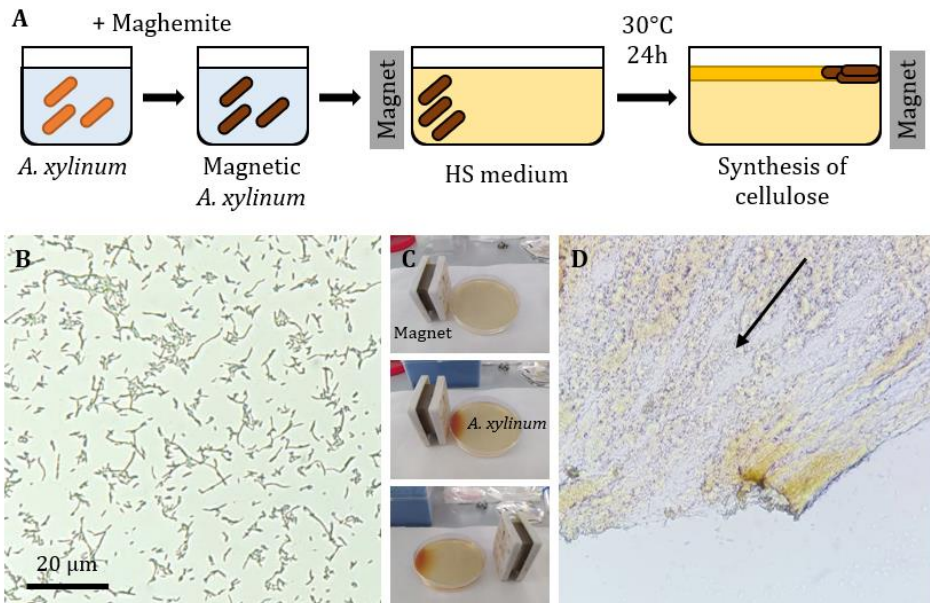 A
+ Maghemite
30°C
24h
Magnet
Magnet
A. xylinum
Magnetic
A. xylinum
HS medium
Synthesis of
cellulose
B
20 µm
C
Magnet
A. xylinum
D